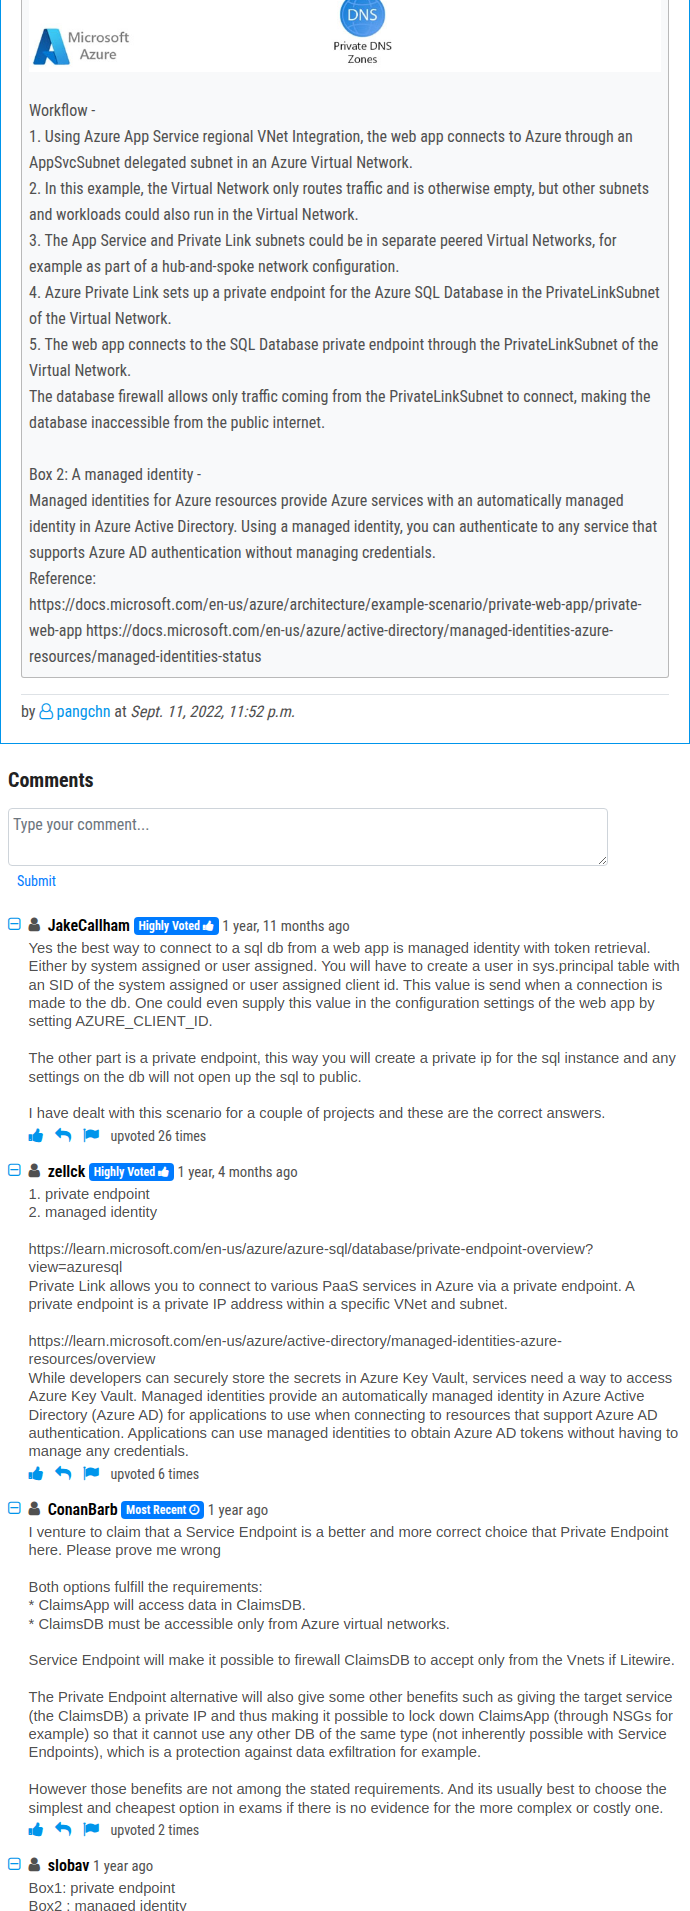 DNS
Microsoft
Azure
Private DNS
Zones
Workflow -
1. Using Azure App Service regional VNet Integration, the web app connects to Azure through an
AppSvcSubnet delegated subnet in an Azure Virtual Network.
2. In this example, the Virtual Network only routes traffic and is otherwise empty, but other subnets
and workloads could also run in the Virtual Network.
3. The App Service and Private Link subnets could be in separate peered Virtual Networks, for
example as part of a hub-and-spoke network configuration.
4. Azure Private Link sets up a private endpoint for the Azure SQL Database in the PrivateLinkSubnet
of the Virtual Network.
5. The web app connects to the SQL Database private endpoint through the PrivateLinkSubnet of the
Virtual Network.
The database firewall allows only traffic coming from the PrivateLinkSubnet to connect, making the
database inaccessible from the public internet.
Box 2: A managed identity -
Managed identities for Azure resources provide Azure services with an automatically managed
identity in Azure Active Directory. Using a managed identity, you can authenticate to any service that
supports Azure AD authentication without managing credentials.
Reference:
https://docs.microsoft.com/en-us/azure/architecture/example-scenario/private-web-app/private-
web-app https://docs.microsoft.com/en-us/azure/active-directory/managed-identities-azure-
resources/managed-identities-status
by pangchn at Sept. 11, 2022, 11:52 p.m.
Comments
Type your comment...
Submit
JakeCallham Highly Voted 1 year, 11 months ago
Yes the best way to connect to a sql db from a web app is managed identity with token retrieval.
Either by system assigned or user assigned. You will have to create a user in sys.principal table with
an SID of the system assigned or user assigned client id. This value is send when a connection is
made to the db. One could even supply this value in the configuration settings of the web app by
setting AZURE_CLIENT_ID.
The other part is a private endpoint, this way you will create a private ip for the sql instance and any
settings on the db will not open up the sql to public.
I have dealt with this scenario for a couple of projects and these are the correct answers.
upvoted 26 times
zellck Highly Voted 1 year, 4 months ago
1. private endpoint
2. managed identity
https://learn.microsoft.com/en-us/azure/azure-sql/database/private-endpoint-overview?
view=azuresql
Private Link allows you to connect to various PaaS services in Azure via a private endpoint. A
private endpoint is a private IP address within a specific VNet and subnet.
https://learn.microsoft.com/en-us/azure/active-directory/managed-identities-azure-
resources/overview
While developers can securely store the secrets in Azure Key Vault, services need a way to access
Azure Key Vault. Managed identities provide an automatically managed identity in Azure Active
Directory (Azure AD) for applications to use when connecting to resources that support Azure AD
authentication. Applications can use managed identities to obtain Azure AD tokens without having to
manage any credentials.
upvoted 6 times
ConanBarb Most Recent 1 year ago
I venture to claim that a Service Endpoint is a better and more correct choice that Private Endpoint
here. Please prove me wrong
Both options fulfill the requirements:
* ClaimsApp will access data in ClaimsDB.
* ClaimsDB must be accessible only from Azure virtual networks.
Service Endpoint will make it possible to firewall ClaimsDB to accept only from the Vnets if Litewire.
The Private Endpoint alternative will also give some other benefits such as giving the target service
(the ClaimsDB) a private IP and thus making it possible to lock down ClaimsApp (through NSGs for
example) so that it cannot use any other DB of the same type (not inherently possible with Service
Endpoints), which is a protection against data exfiltration for example.
However those benefits are not among the stated requirements. And its usually best to choose the
simplest and cheapest option in exams if there is no evidence for the more complex or costly one.
upvoted 2 times
slobav 1 year ago
Box1: private endpoint
Box2 : managed identity